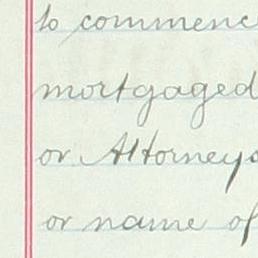 to commenc
mortgaged
or Attorneys
or name of